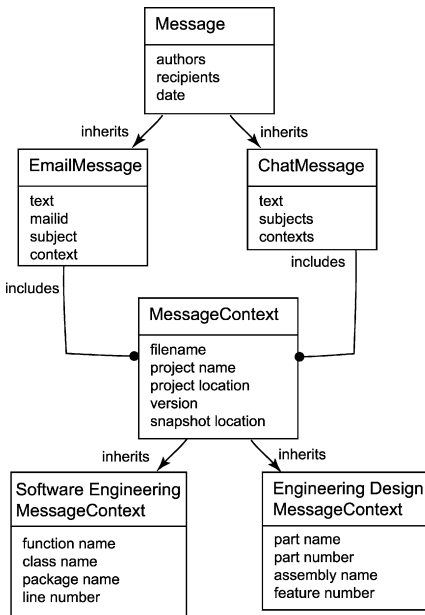 Message
authors
recipients
date
inherits
inherits
EmailMessage
text
mailid
subject
context
ChatMessage
text
subjects
contexts
includes
includes
MessageContext
filename
project name
project location
version
snapshot location
inherits
inherits
Software Engineering
MessageContext
function name
class name
package name
line number
Engineering Design
MessageContext
part name
part number
assembly name
feature number